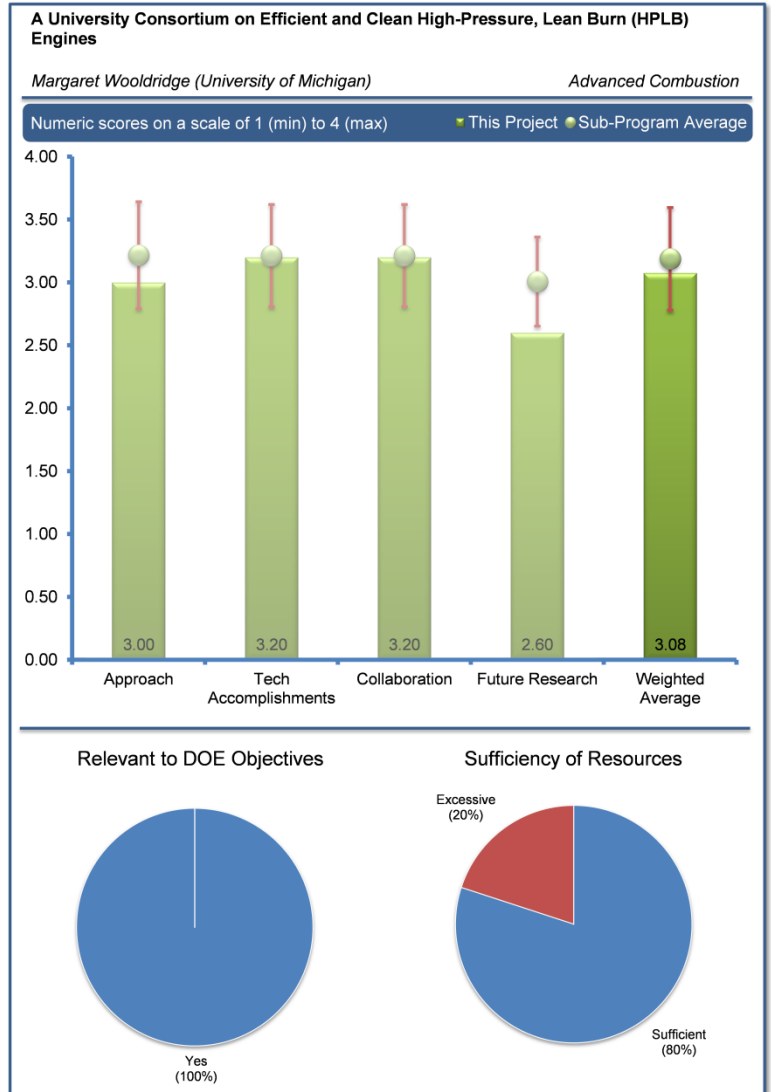 A University Consortium on Efficient and Clean High-Pressure, Lean Burn (HPLB)
Engines
Margaret Wooldridge (University of Michigan) Advanced Combustion
Numeric scores on a scale of 1 (min) to 4 (max) This Project Sub-Program Average
4.00
3.50
3.00
2.50
2.00
1.50
1.00
0.50
0.00
3.00 3.20 3.20 2.60 3.08
Approach Tech Collaboration Future Research Weighted
Accomplishments Average
Relevant to DOE Objectives Sufficiency of Resources
Excessive
(20%)
Sufficient
(80%)
Yes
(100%)